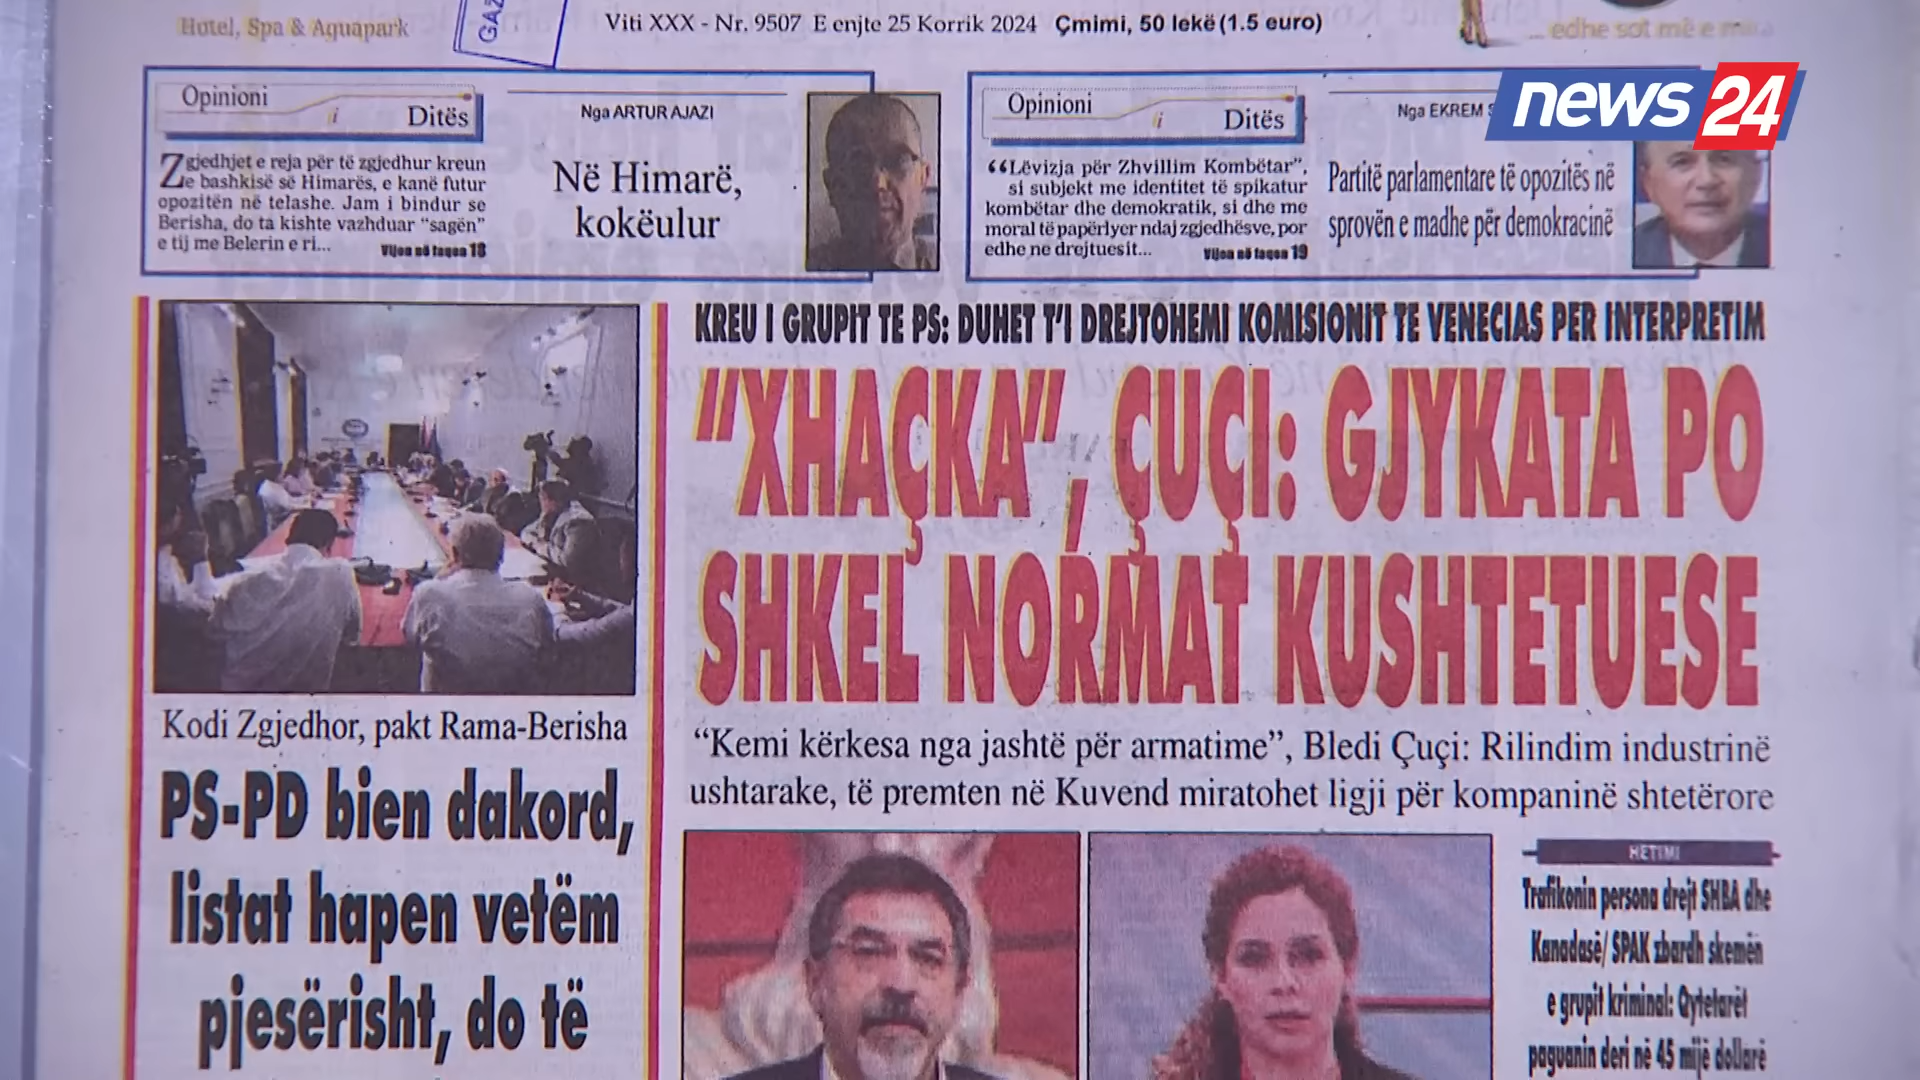 Hotel, Spa & Aquapark
GAZ
Viti XXX - Nr. 9507 E enjte 25 Korrik 2024 Çmimi, 50 lekë (1.5 euro)
... edhe sot më e mira
news 24
Opinioni
i
Ditës
Zgjedhjet e reja për të zgjedhur kreun
e bashkisë së Himarës, e kanë futur
opozitën në telashe. Jam i bindur se
Berisha, do ta kishte vazhduar “sagën”
e tij me Belerin e ri...
Vijon në faqen 18
Nga ARTUR AJAZI
Në Himarë,
kokëulur
Opinioni
i
Ditës
“Lëvizja për Zhvillim Kombëtar”,
si subjekt me identitet të spikatur
kombëtar dhe demokratik, si dhe me
moral të papërlyer ndaj zgjedhësve, por
edhe ne drejtuesit...
Vijon në faqen 19
Nga EKREM
Partitë parlamentare të opozitës në
sprovën e madhe për demokracinë
Kodi Zgjedhor, pakt Rama-Berisha
PS-PD bien dakord,
listat hapen vetëm
pjesërisht, do të
KREU I GRUPIT TE PS: DUHET T’I DREJTOHEMI KOMISIONIT TE VENECIAS PER INTERPRETIM
“XHAÇKA”, ÇUÇI: GJYKATA PO
SHKEL NORMAT KUSHTETUESE
“Kemi kërkesa nga jashtë për armatime”, Bledi Çuçi: Rilindim industrinë
ushtarake, të premten në Kuvend miratohet ligji për kompaninë shtetërore
HETIMI
Trafikonin persona drejt SHBA dhe
Kanadasë/ SPAK zbardh skemën
e grupit kriminal: Qytetarët
paguanin deri në 45 mijë dollarë